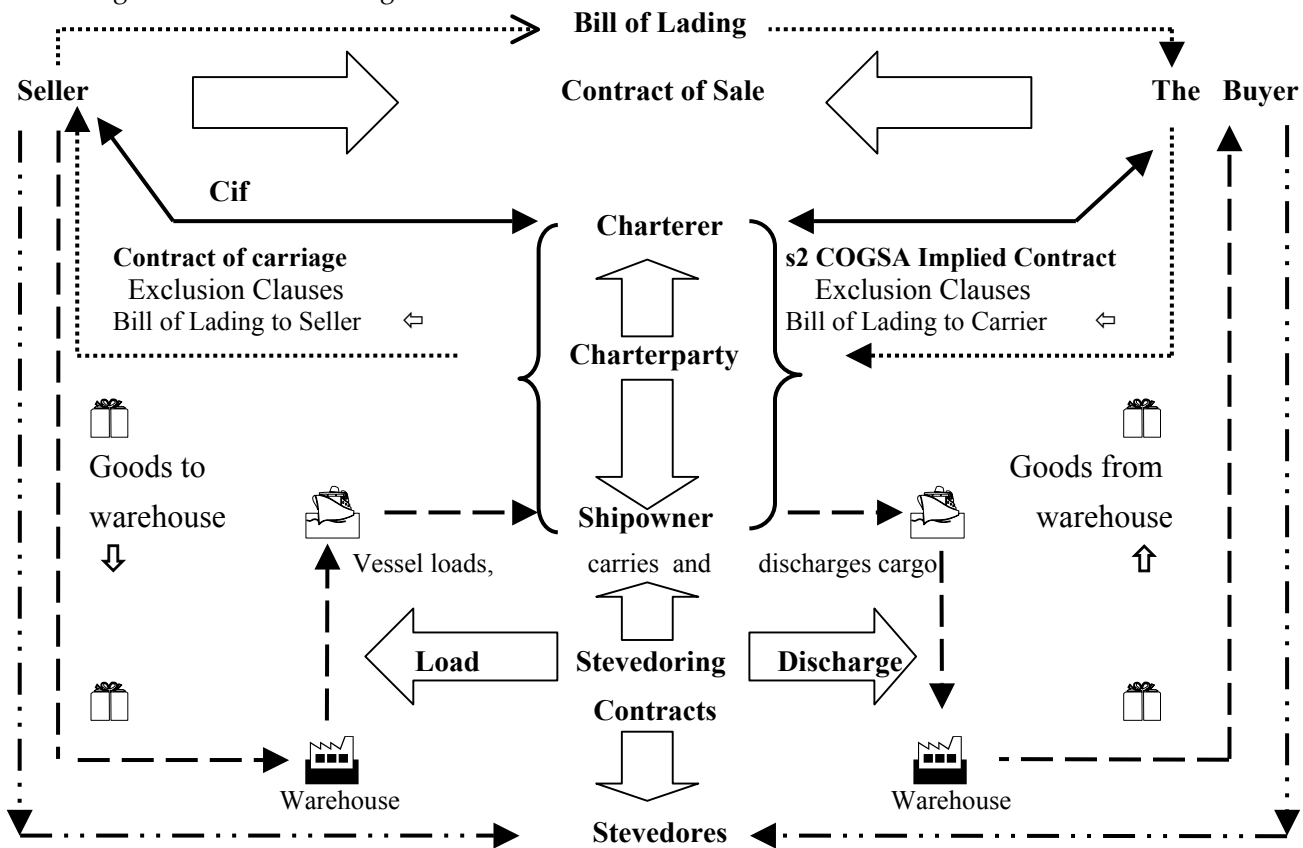 Bill of Lading
Seller
Contract of Sale
The Buyer
Cif
Charterer
Contract of carriage
Exclusion Clauses
Bill of Lading to Seller
s2 COGSA Implied Contract
Exclusion Clauses
Bill of Lading to Carrier
Charterparty
Goods to
warehouse
Goods from
warehouse
Shipowner
Vessel loads, carries and discharges cargo
Load
Stevedoring
Discharge
Contracts
Warehouse
Warehouse
Stevedores